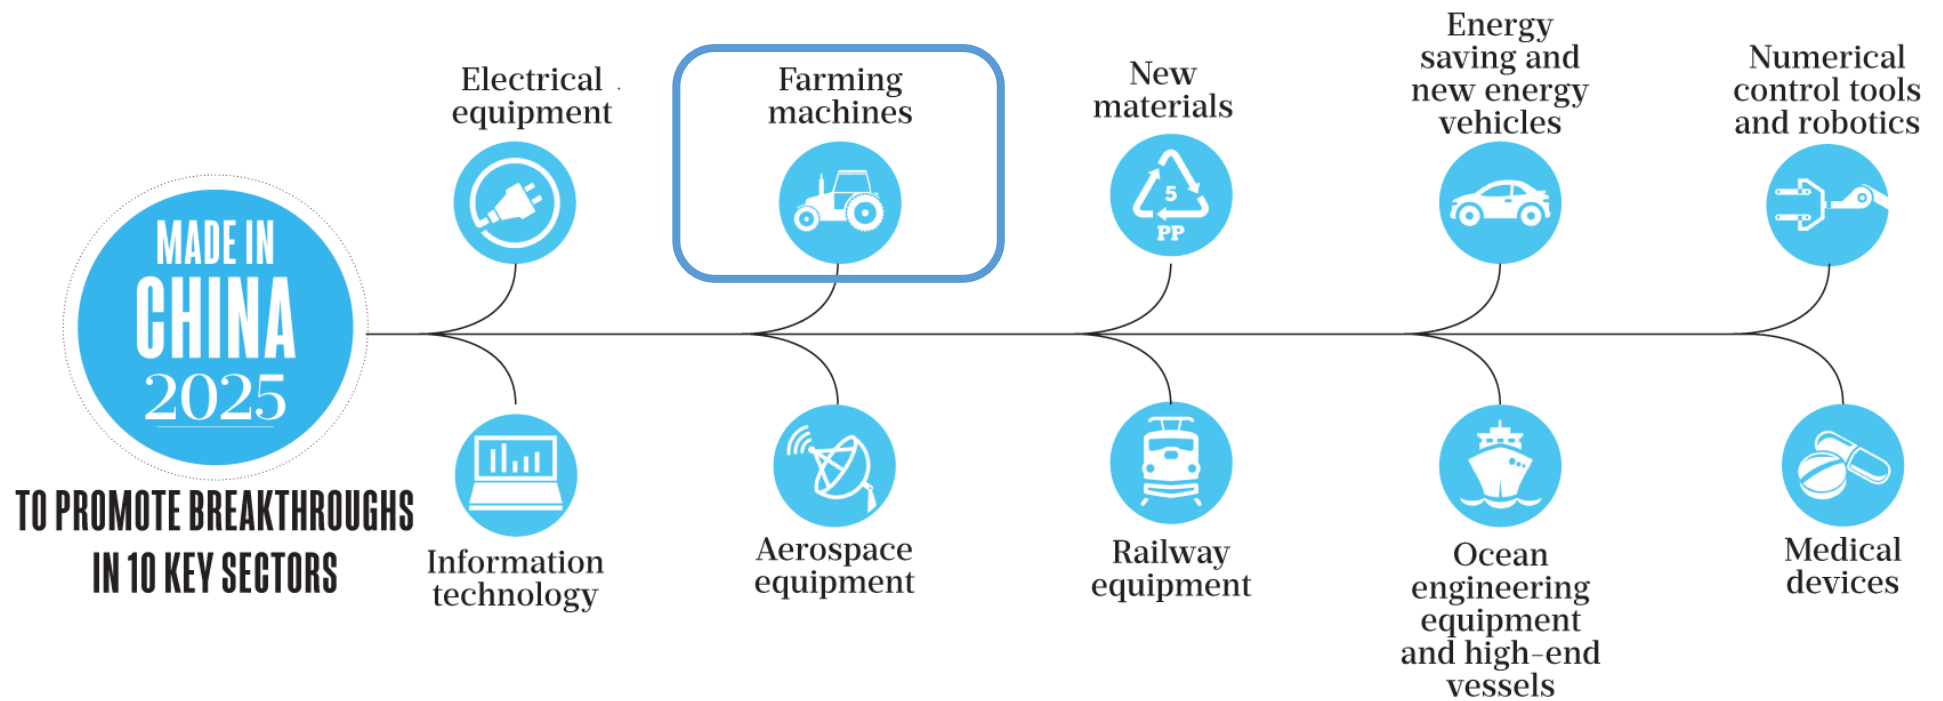 MADE IN
CHINA
2025
TO PROMOTE BREAKTHROUGHS
IN 10 KEY SECTORS
Electrical
equipment
Farming
machines
New
materials
5
PP
Energy
saving and
new energy
vehicles
Numerical
control tools
and robotics
Information
technology
Aerospace
equipment
Railway
equipment
Ocean
engineering
equipment
and high-end
vessels
Medical
devices